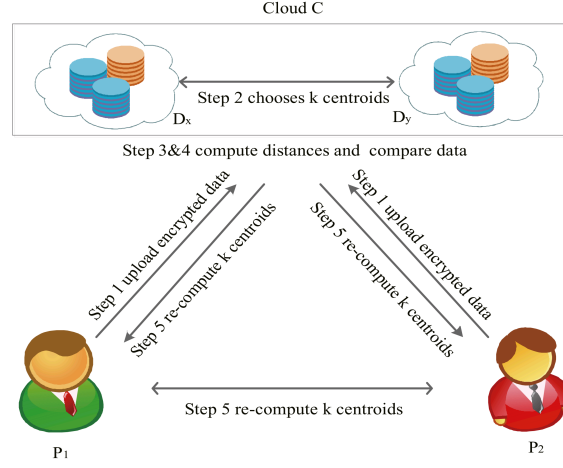 Cloud C
Step 2 chooses k centroids
Dx
Dy
Step 3&4 compute distances and compare data
Step 1 upload encrypted data
Step 5 re-compute k centroids
Step 5 re-compute k centroids
Step 1 upload encrypted data
Step 5 re-compute k centroids
P1
P2